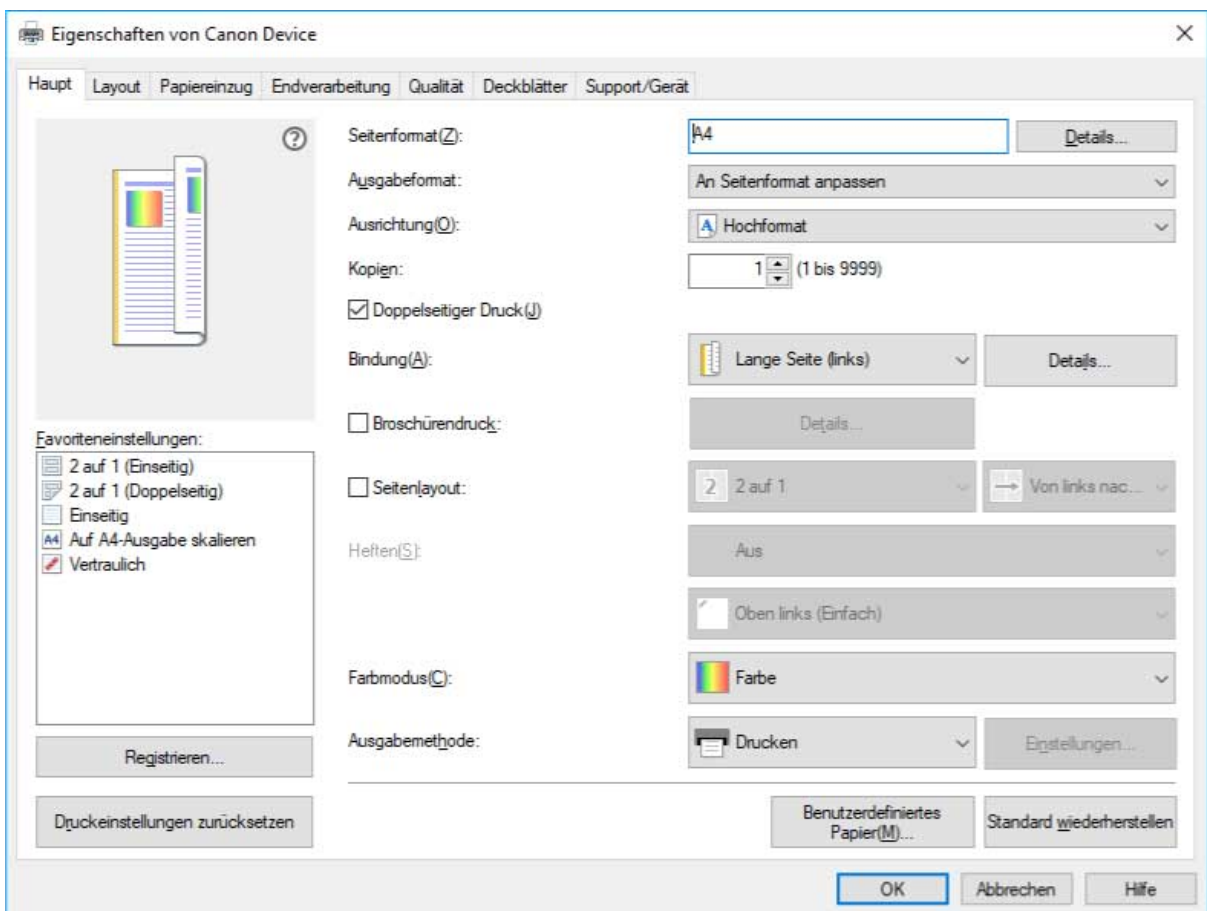 Eigenschaften von Canon Device
Haupt Layout Papiereinzug Endverarbeitung Qualität Deckblätter Support/Gerät
Seitenformat(Z): A4 Details...
Ausgabeformat: An Seitenformat anpassen
Ausrichtung(O): A Hochformat
Kopien: 1 (1 bis 9999)
Doppelseitiger Druck(J)
Bindung(A): Lange Seite (links) Details...
Broschürendruck: Details...
Favoriteneinstellungen:
2 auf 1 (Einseitig)
2 auf 1 (Doppelseitig)
Einseitig
A4 Auf A4-Ausgabe skalieren
Vertraulich
Seitenlayout: 2 2 auf 1 Von links nac...
Heften(S): Aus
Oben links (Einfach)
Farbmodus(C): Farbe
Ausgabemethode: Drucken Einstellungen...
Registrieren...
Druckeinstellungen zurücksetzen
Benutzerdefiniertes
Papier(M)...
Standard wiederherstellen
OK Abbrechen Hilfe